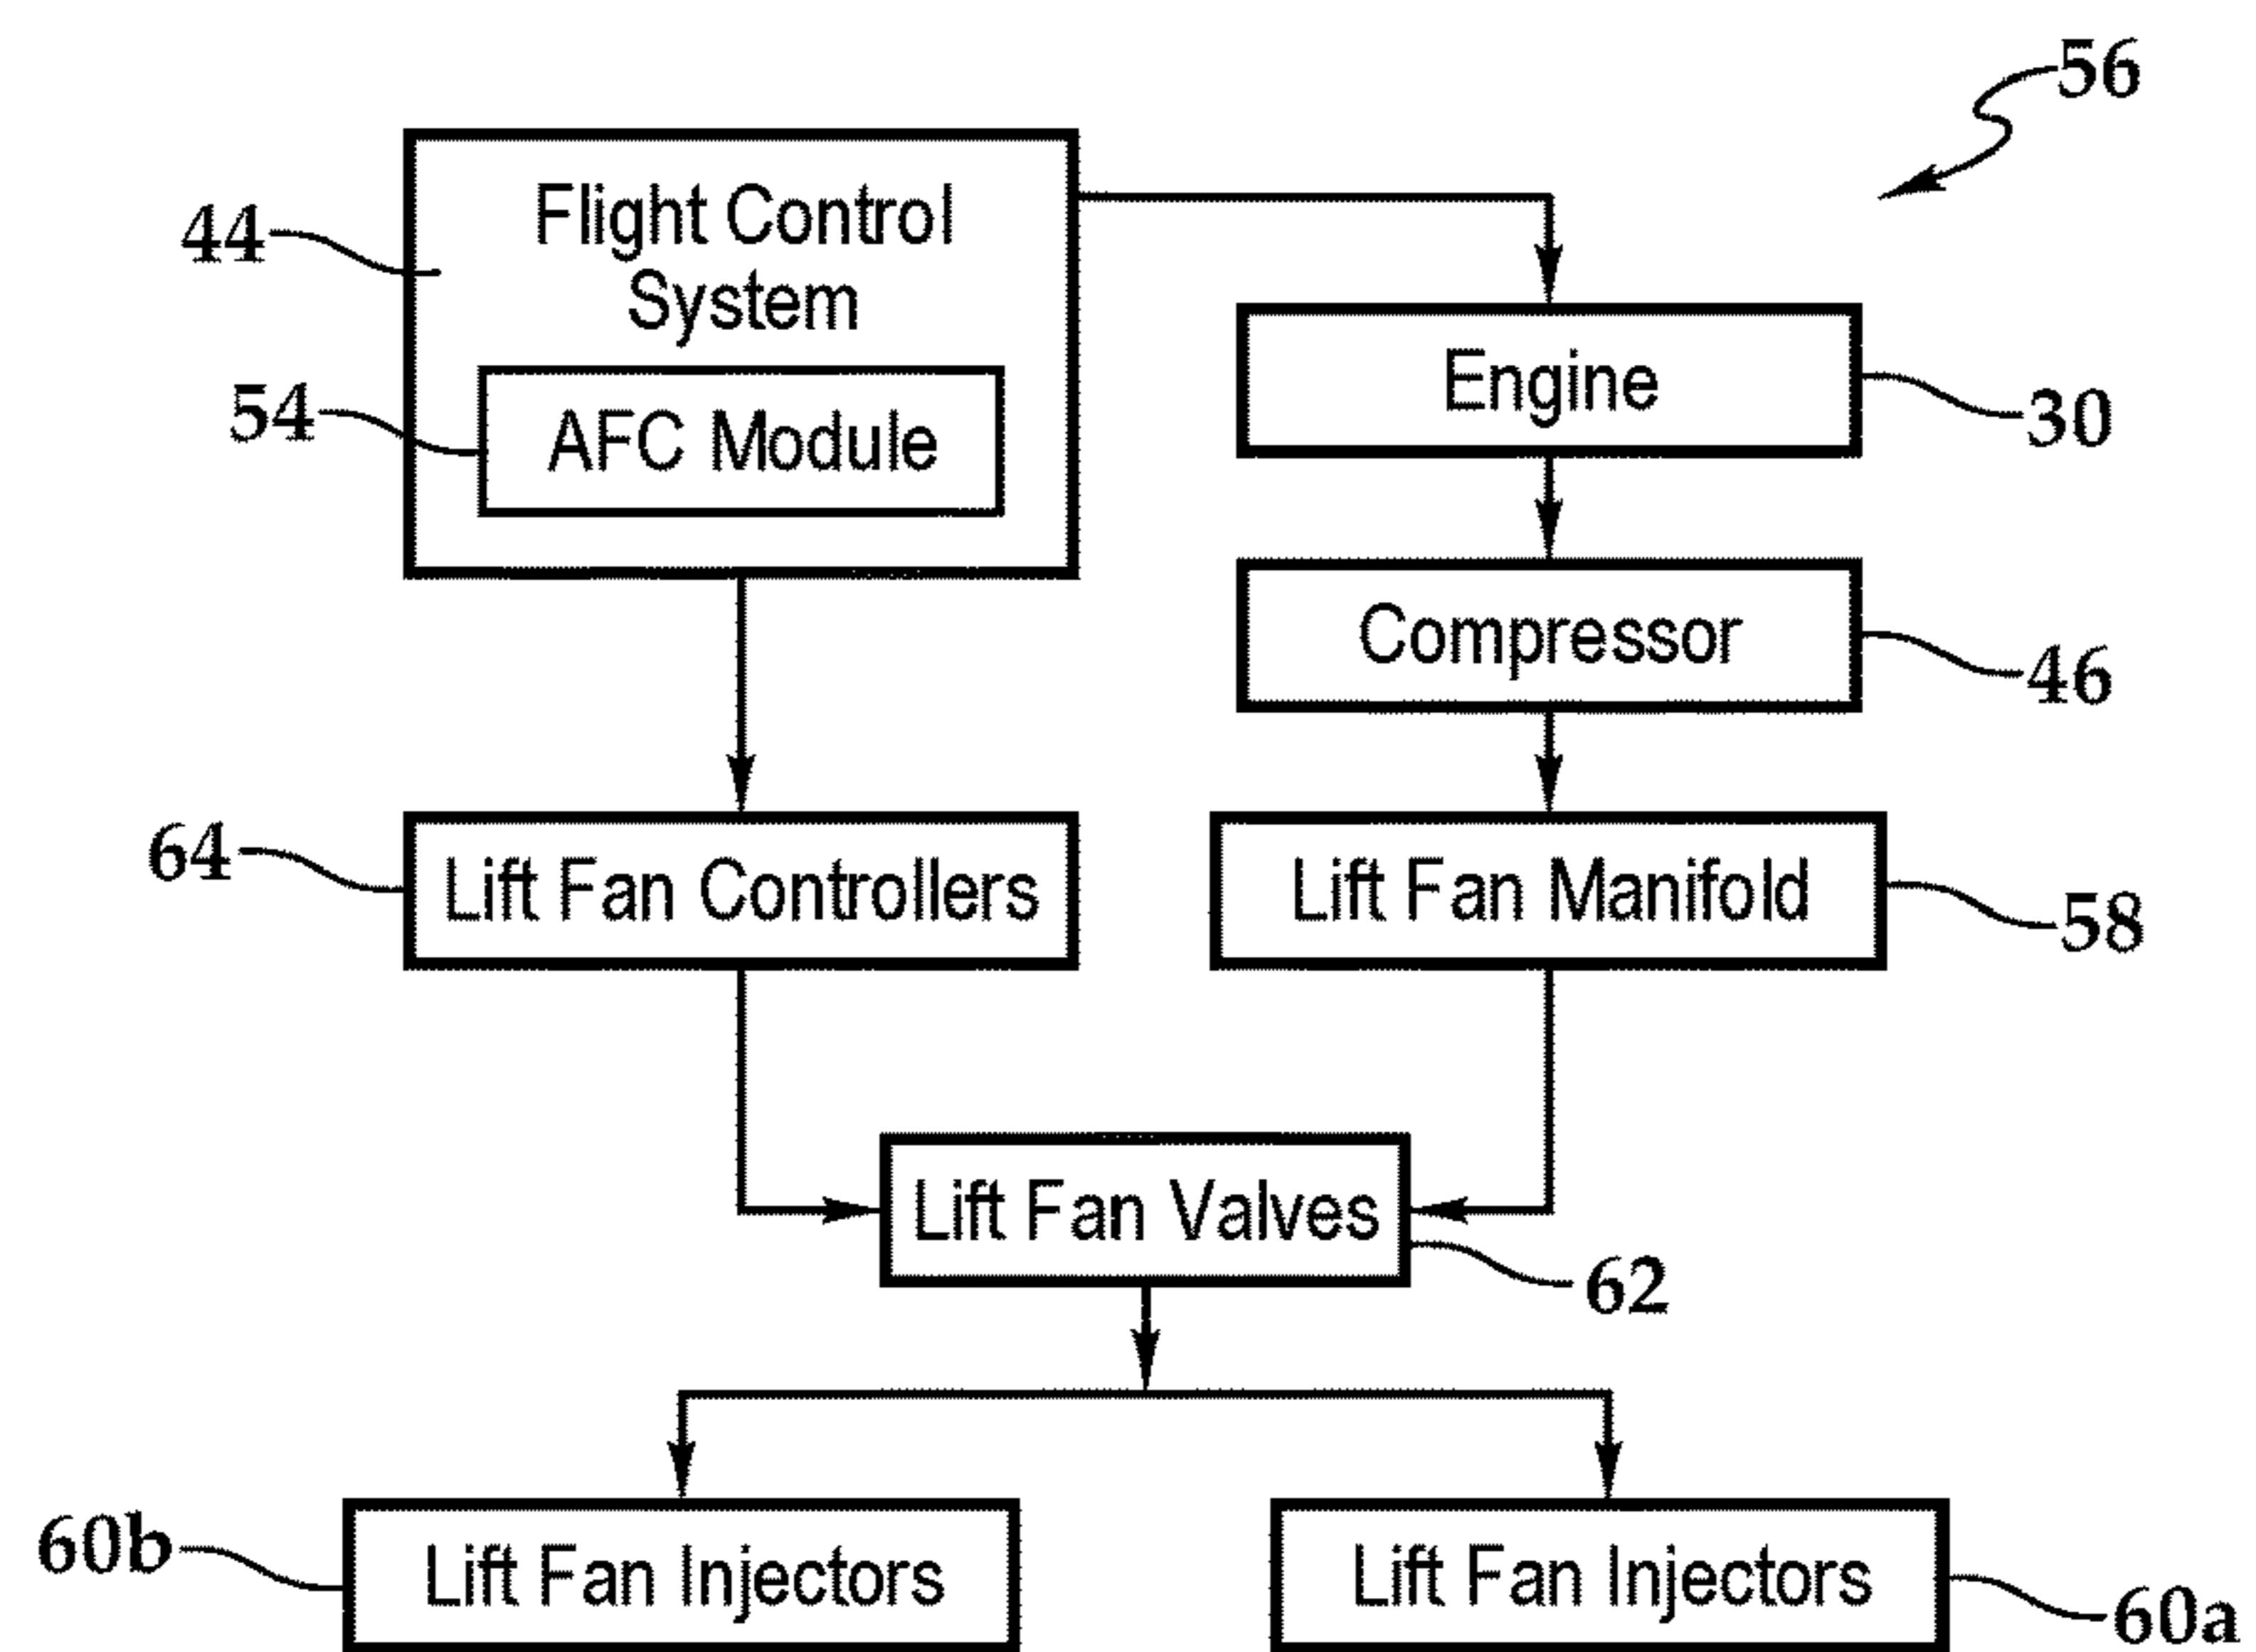 56
44
Flight Control
System
54
AFC Module
Engine
30
Compressor
46
64
Lift Fan Controllers
Lift Fan Manifold
58
Lift Fan Valves
62
60b
Lift Fan Injectors
Lift Fan Injectors
60a